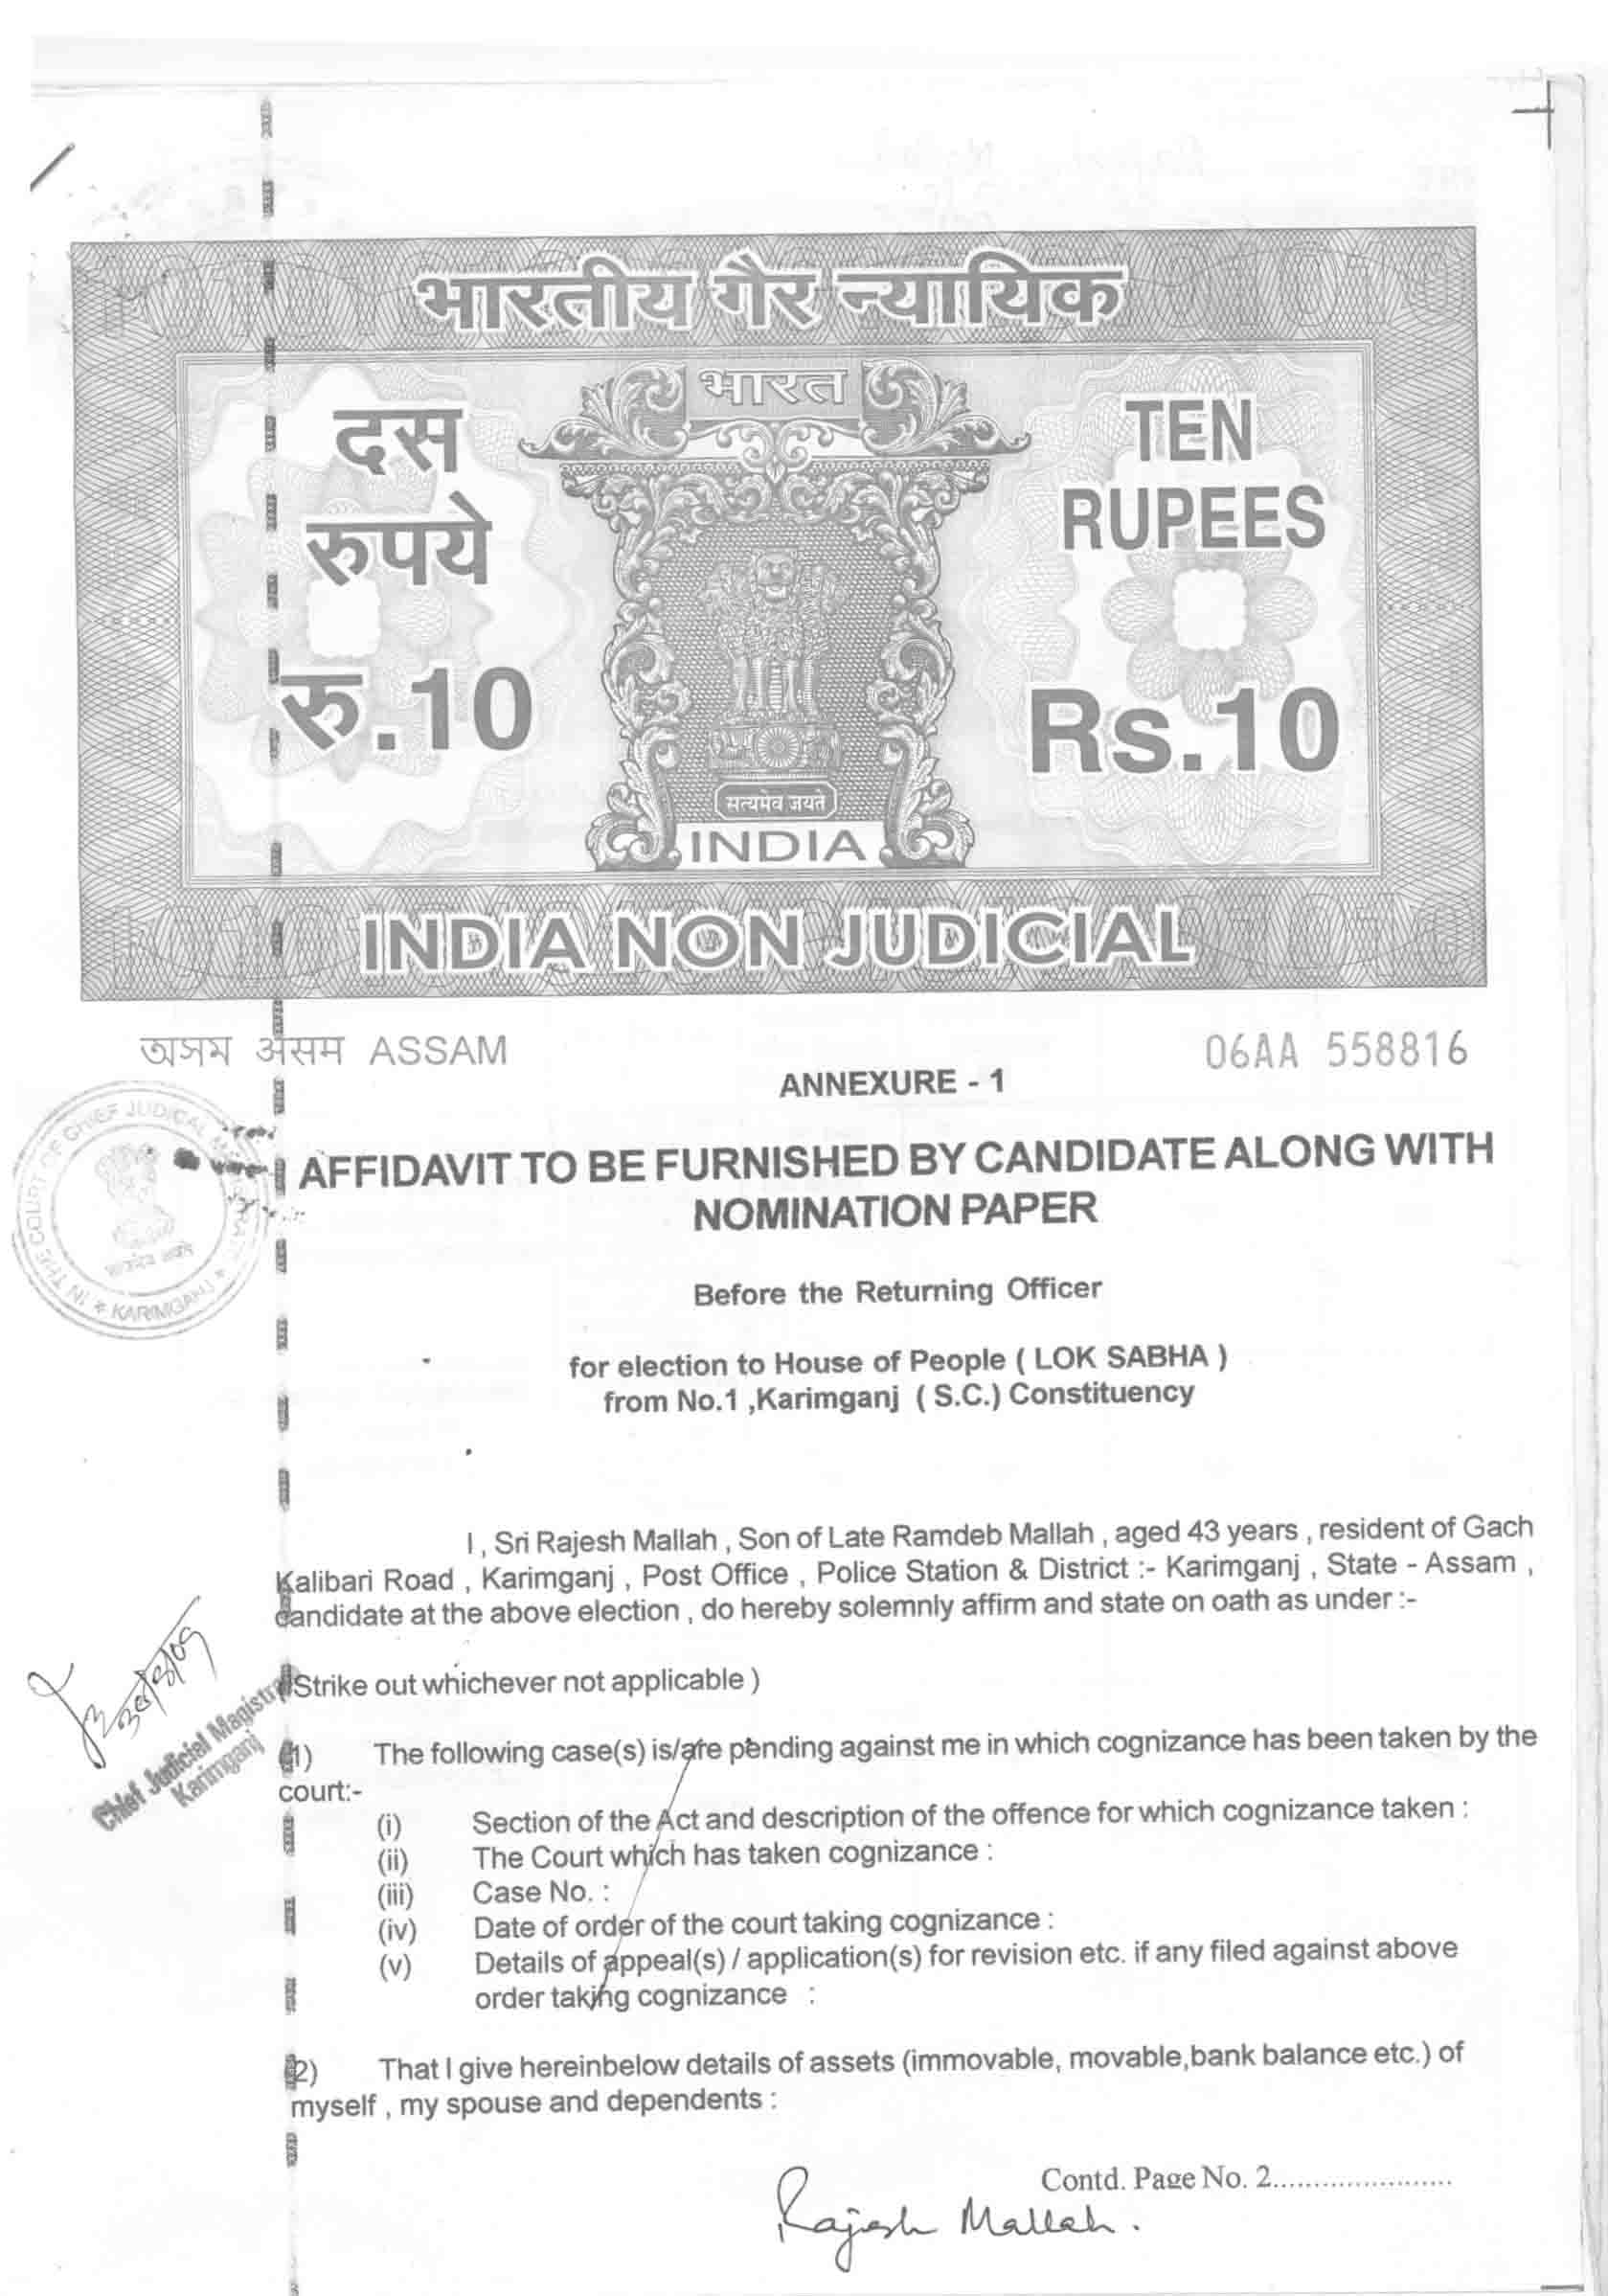 भारतीय गैर न्यायिक
भारत
दस
रुपये
रु.10
TEN
RUPEES
Rs.10
सत्यमेव जयते
INDIA
INDIA NON JUDICIAL
অসম असम ASSAM
06AA 558816
ANNEXURE - 1
IN THE COURT OF CHIEF JUDICAL
* KARIMGANJ *
AFFIDAVIT TO BE FURNISHED BY CANDIDATE ALONG WITH
NOMINATION PAPER
Before the Returning Officer
for election to House of People ( LOK SABHA )
from No.1 ,Karimganj ( S.C.) Constituency
I , Sri Rajesh Mallah , Son of Late Ramdeb Mallah , aged 43 years , resident of Gach
Kalibari Road , Karimganj , Post Office , Police Station & District :- Karimganj , State - Assam ,
candidate at the above election , do hereby solemnly affirm and state on oath as under :-
(Strike out whichever not applicable )
Chief Judicial Magistrate
Karimganj
(1) The following case(s) is/are pending against me in which cognizance has been taken by the
court:-
(i) Section of the Act and description of the offence for which cognizance taken :
(ii) The Court which has taken cognizance :
(iii) Case No. :
(iv) Date of order of the court taking cognizance :
(v) Details of appeal(s) / application(s) for revision etc. if any filed against above
order taking cognizance :
(2) That I give hereinbelow details of assets (immovable, movable,bank balance etc.) of
myself , my spouse and dependents :
Contd. Page No. 2......................
Rajesh Mallah .